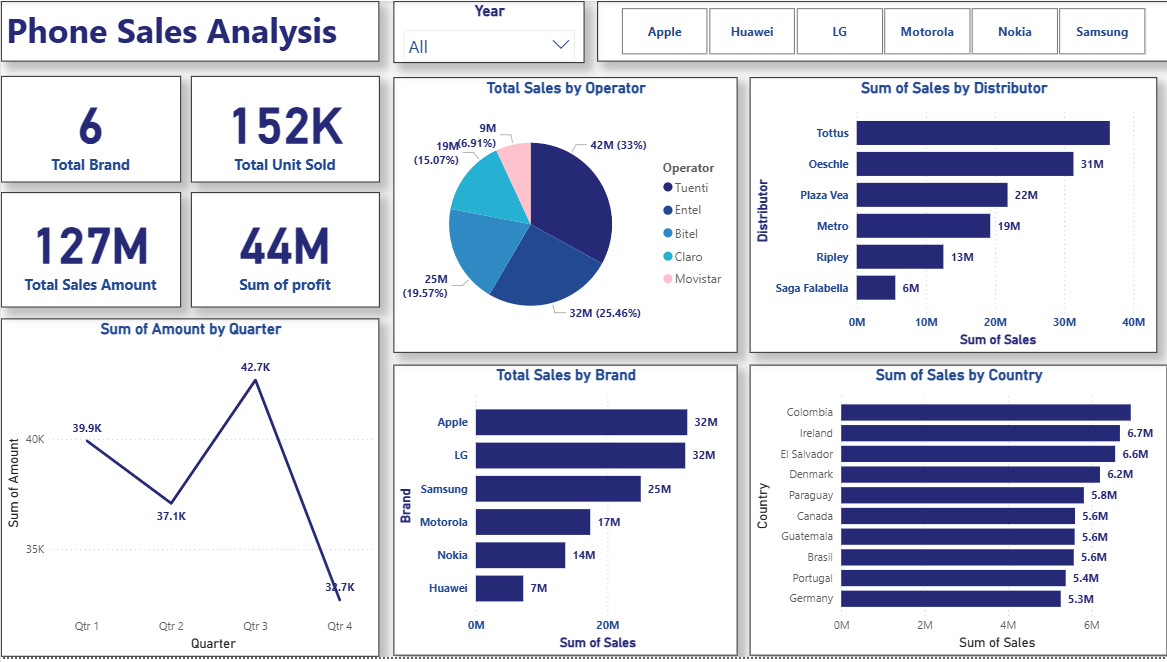 Phone Sales Analysis
Year
All
Apple
Huawei
LG
Motorola
Nokia
Samsung
6
Total Brand
152K
Total Unit Sold
127M
Total Sales Amount
44M
Sum of profit
Total Sales by Operator
42M (33%)
32M (25.46%)
25M
(19.57%)
19M
(15.07%)
9M
(6.91%)
Operator
Tuenti
Entel
Bitel
Claro
Movistar
Sum of Sales by Distributor
Distributor
Tottus
Oeschle 31M
Plaza Vea 22M
Metro 19M
Ripley 13M
Saga Falabella 6M
0M 10M 20M 30M 40M
Sum of Sales
Sum of Amount by Quarter
Sum of Amount
40K
35K
39.9K
37.1K
42.7K
32.7K
Qtr 1 Qtr 2 Qtr 3 Qtr 4
Quarter
Total Sales by Brand
Brand
Apple 32M
LG 32M
Samsung 25M
Motorola 17M
Nokia 14M
Huawei 7M
0M 20M
Sum of Sales
Sum of Sales by Country
Country
Colombia
Ireland 6.7M
El Salvador 6.6M
Denmark 6.2M
Paraguay 5.8M
Canada 5.6M
Guatemala 5.6M
Brasil 5.6M
Portugal 5.4M
Germany 5.3M
0M 2M 4M 6M
Sum of Sales